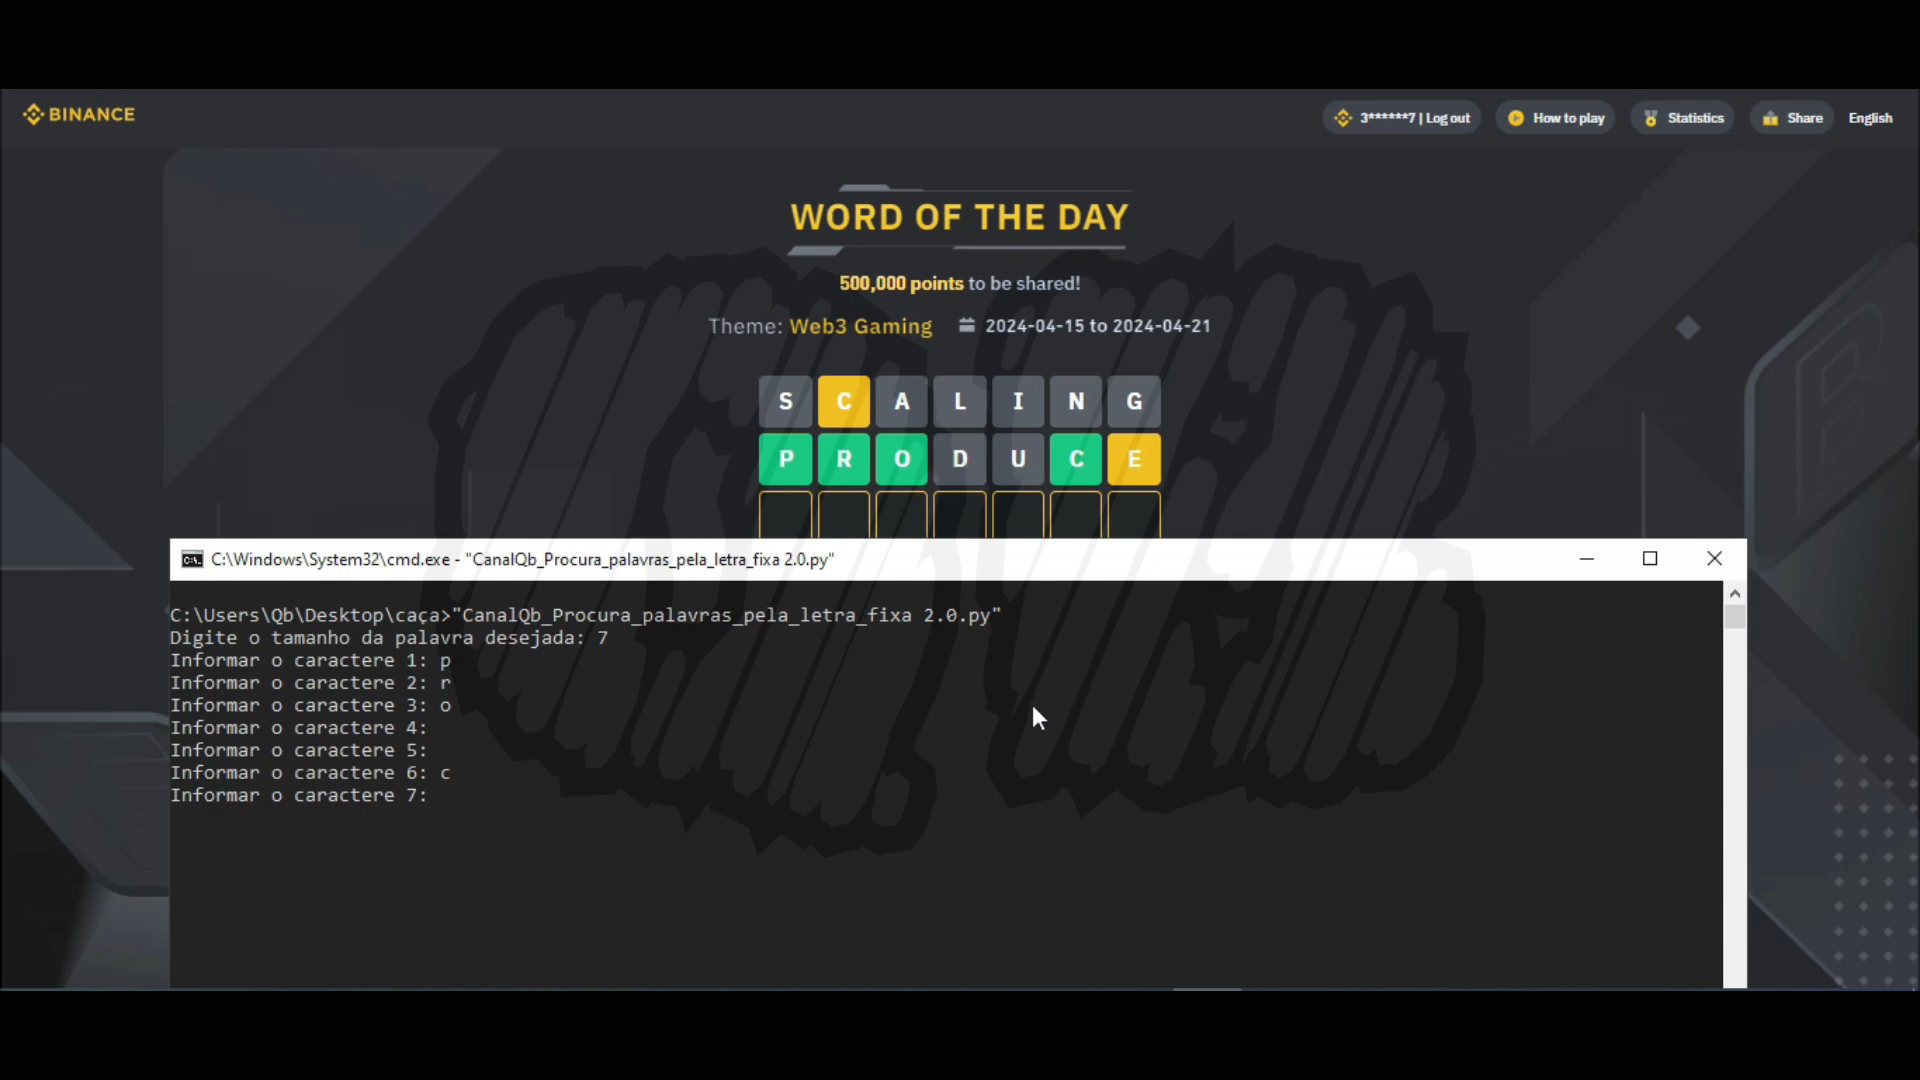 BINANCE
3******7 | Log out
How to play
Statistics
Share
English
WORD OF THE DAY
500,000 points to be shared!
Theme: Web3 Gaming 2024-04-15 to 2024-04-21
S C A L I N G
P R O D U C E
C:\Windows\System32\cmd.exe - "CanalQb_Procura_palavras_pela_letra_fixa 2.0.py"
C:\Users\Qb\Desktop\caça>"CanalQb_Procura_palavras_pela_letra_fixa 2.0.py"
Digite o tamanho da palavra desejada: 7
Informar o caractere 1: p
Informar o caractere 2: r
Informar o caractere 3: o
Informar o caractere 4:
Informar o caractere 5:
Informar o caractere 6: c
Informar o caractere 7: